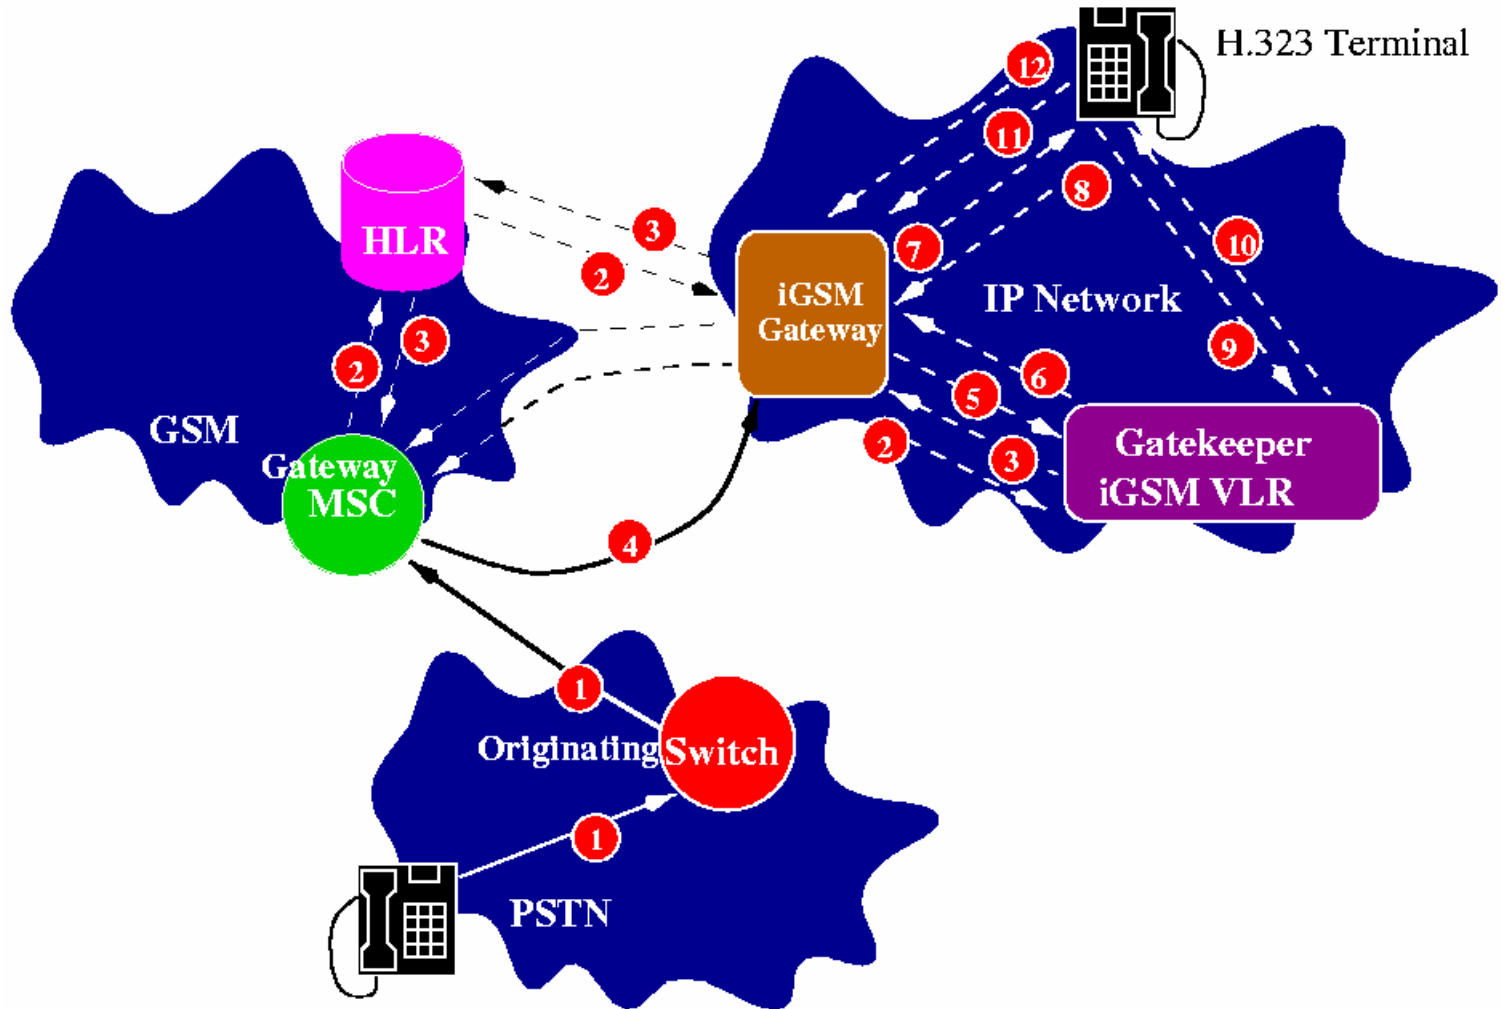 H.323 Terminal
12
11
HLR
3
2
7
8
10
iGSM
Gateway
IP Network
9
2
3
6
5
GSM
Gateway
MSC
2
3
Gatekeeper
iGSM VLR
4
1
Originating Switch
1
PSTN